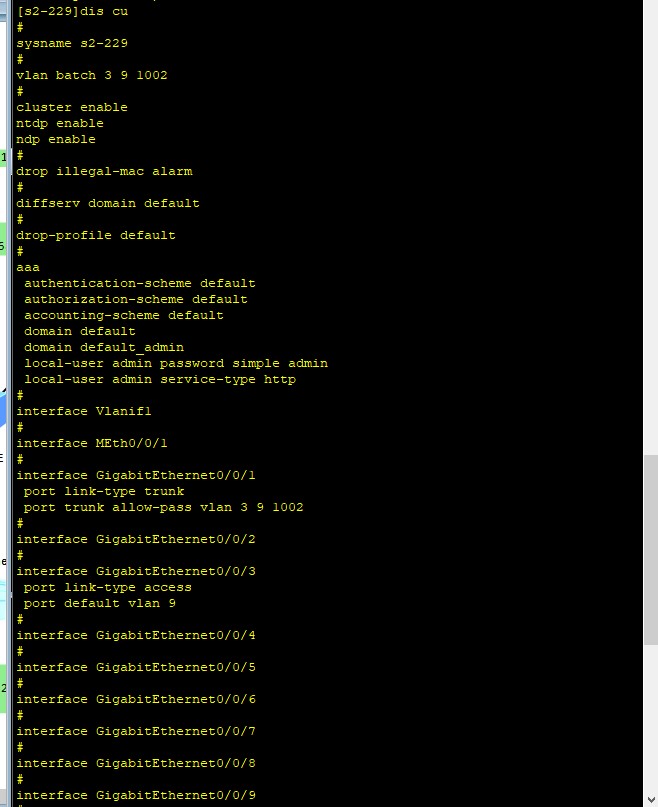 [s2-229]dis cu
#
sysname s2-229
#
vlan batch 3 9 1002
#
cluster enable
ntdp enable
ndp enable
#
drop illegal-mac alarm
#
diffserv domain default
#
drop-profile default
#
aaa
 authentication-scheme default
 authorization-scheme default
 accounting-scheme default
 domain default
 domain default_admin
 local-user admin password simple admin
 local-user admin service-type http
#
interface Vlanif1
#
interface MEth0/0/1
#
interface GigabitEthernet0/0/1
 port link-type trunk
 port trunk allow-pass vlan 3 9 1002
#
interface GigabitEthernet0/0/2
#
interface GigabitEthernet0/0/3
 port link-type access
 port default vlan 9
#
interface GigabitEthernet0/0/4
#
interface GigabitEthernet0/0/5
#
interface GigabitEthernet0/0/6
#
interface GigabitEthernet0/0/7
#
interface GigabitEthernet0/0/8
#
interface GigabitEthernet0/0/9